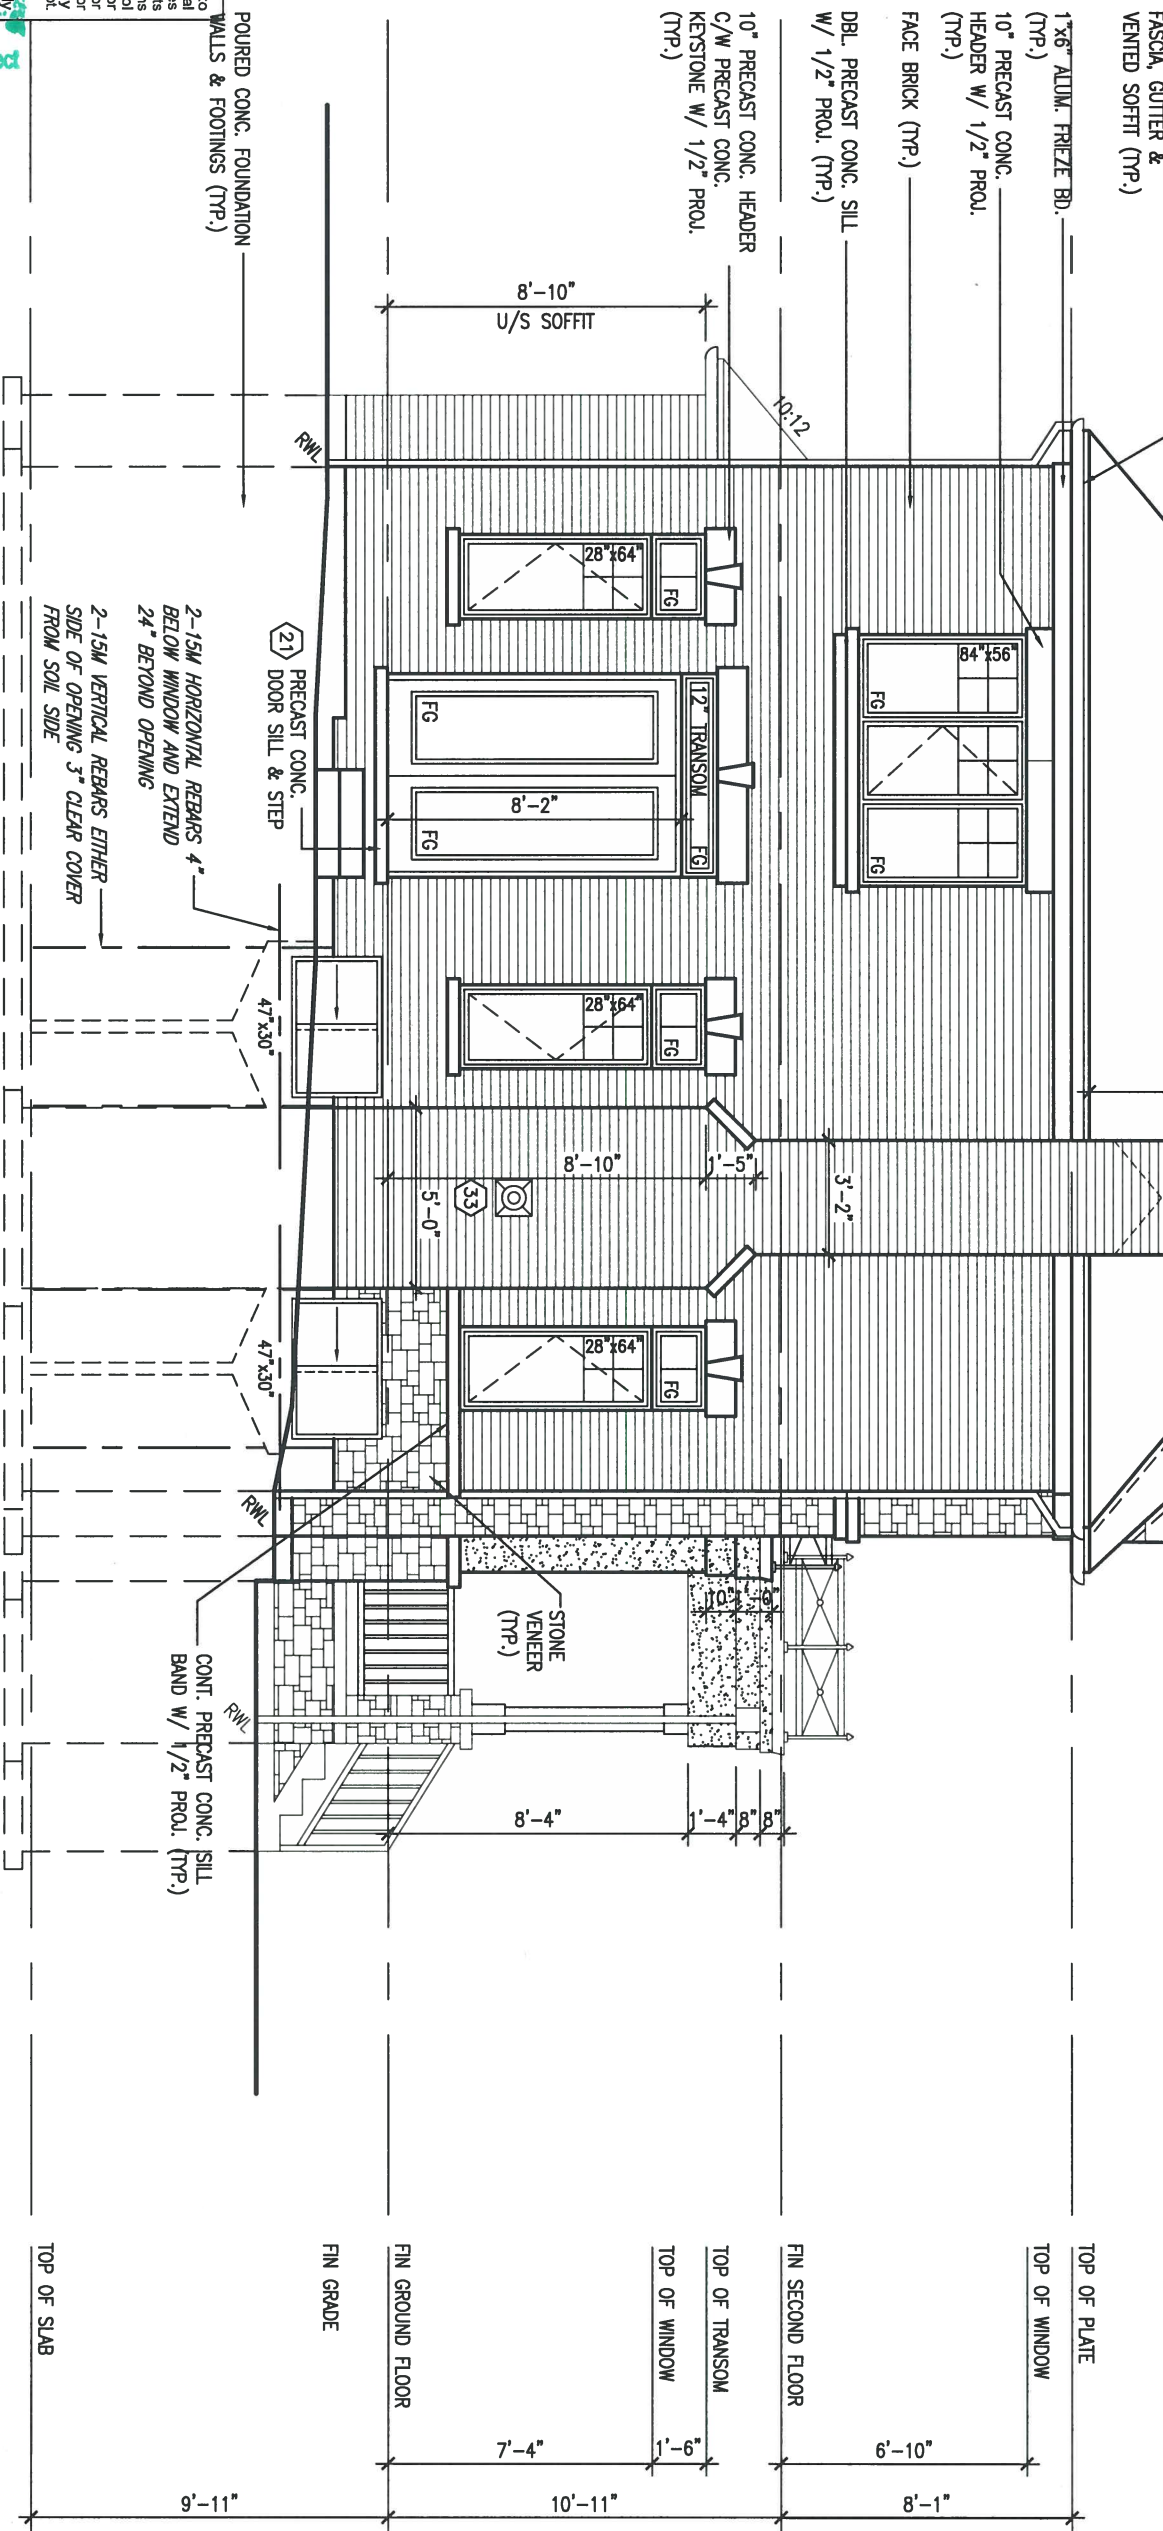 FASCIA, GUTTER &
VENTED SOFFIT (TYP.)
1"x6" ALUM. FRIEZE BD.
(TYP.)
10" PRECAST CONC.
HEADER W/ 1/2" PROJ.
(TYP.)
FACE BRICK (TYP.)
DBL. PRECAST CONC. SILL
W/ 1/2" PROJ. (TYP.)
10" PRECAST CONC. HEADER
C/W PRECAST CONC.
KEYSTONE W/ 1/2" PROJ.
(TYP.)
POURED CONC. FOUNDATION
WALLS & FOOTINGS (TYP.)
8'-10"
U/S SOFFIT
10:12
RWL
28"x64"
FG
84"x56"
FG
FG
12" TRANSOM
FG
FG
FG
8'-2"
21
PRECAST CONC.
DOOR SILL & STEP
2-15M HORIZONTAL REBARS 4"
BELOW WINDOW AND EXTEND
24" BEYOND OPENING
2-15M VERTICAL REBARS EITHER
SIDE OF OPENING 3" CLEAR COVER
FROM SOIL SIDE
28"x64"
FG
47"x30"
3'-2"
1'-5"
8'-10"
33
5'-0"
28"x64"
FG
47"x30"
RWL
STONE
VENEER
(TYP.)
CONT. PRECAST CONC. SILL
BAND W/ 1/2" PROJ. (TYP.)
RWL
10"
8'-4"
1'-4"
8"
8"
TOP OF PLATE
TOP OF WINDOW
FIN SECOND FLOOR
TOP OF TRANSOM
TOP OF WINDOW
FIN GROUND FLOOR
FIN GRADE
TOP OF SLAB
6'-10"
1'-6"
7'-4"
8'-1"
10'-11"
9'-11"